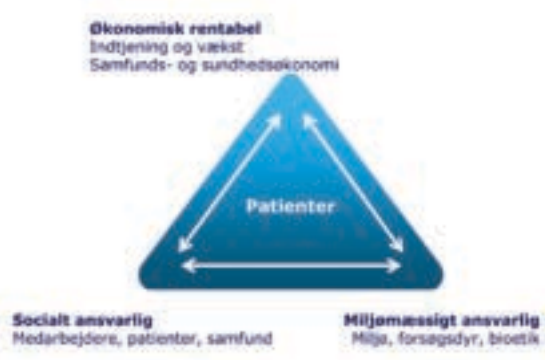 Økonomisk rentabel
Indtjening og vækst
Samfunds- og sundhedsøkonomi
Patienter
Socialt ansvarlig
Medarbejdere, patienter, samfund
Miljømæssigt ansvarlig
Miljø, forsøgsdyr, bioetik